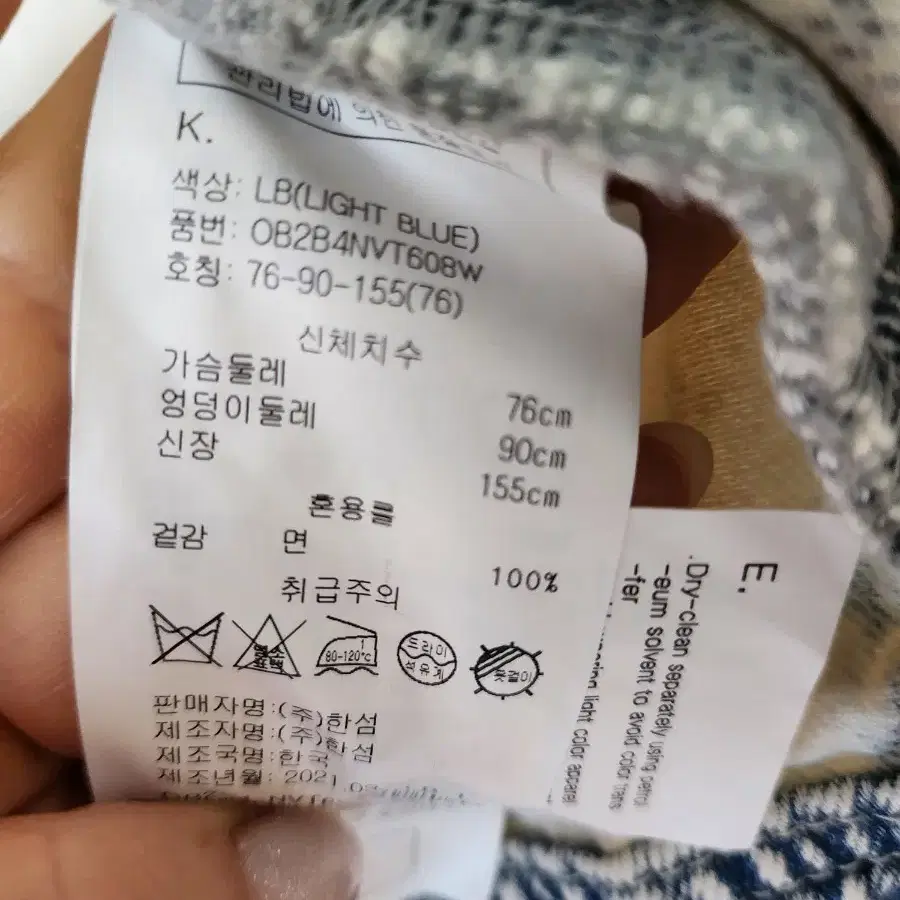 관리법에 의한
K.
색상: LB(LIGHT BLUE)
품번: OB2B4NVT608W
호칭: 76-90-155(76)
신체치수
가슴둘레 76cm
엉덩이둘레 90cm
신장 155cm
혼용률
겉감 면 100%
취급주의
염소 표백
80-120℃
드라이 석유계
옷걸이
판매자명:(주)한섬
제조자명:(주)한섬
제조국명:한국
제조년월: 2021.0
E.
.Dry-clean separately using petrol
-eum solvent to avoid color trans
-fer
light color apparel